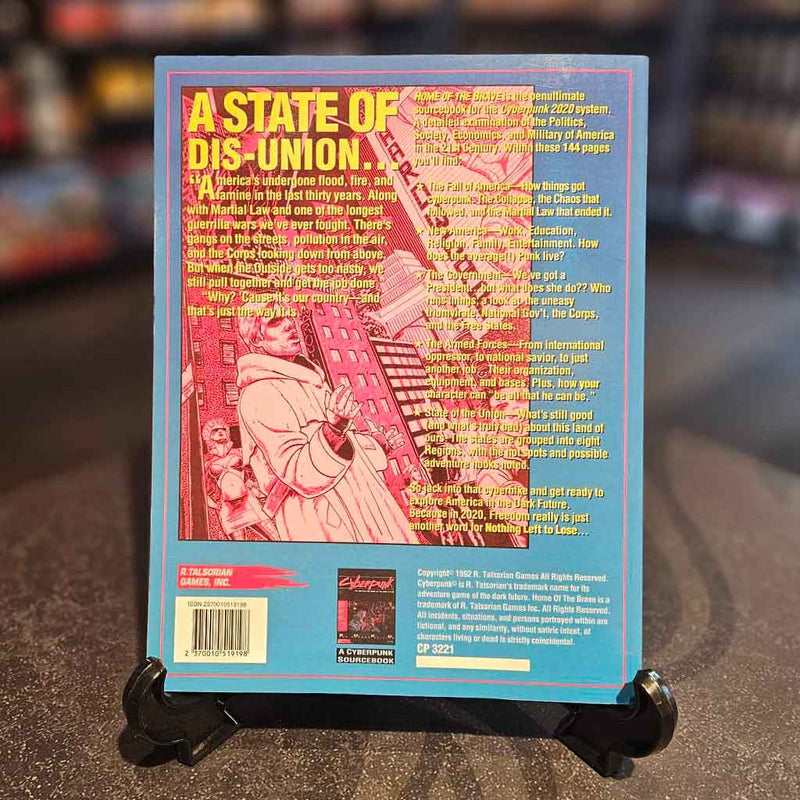 A STATE OF
DIS-UNION...
"America's undergone flood, fire, and
famine in the last thirty years. Along
with Martial Law and one of the longest
guerrilla wars we've ever fought. There's
gangs on the streets, pollution in the air,
and the Corps looking down from above.
But when the Outside gets too nasty, we
still pull together and get the job done.
"Why? 'Cause it's our country—and
that's just the way it is.
HOME OF THE BRAVE is the penultimate
sourcebook for the Cyberpunk 2020 system.
A detailed examination of the Politics,
Society, Economics, and Military of America
in the 21st Century. Within these 144 pages
you'll find:
★ The Fall of America—How things got
cyberpunk. The Collapse, the Chaos that
followed, and the Martial Law that ended it.
★ New America—Work, Education,
Religion, Family, Entertainment. How
does the average(!) Punk live?
★ The Government—We've got a
President, but what does she do?? Who
runs things, a look at the uneasy
triumvirate: National Gov't, the Corps,
and the Free States.
★ The Armed Forces—From international
oppressor, to national savior, to just
another job... Their organization,
equipment, and bases. Plus, how your
character can "be all that he can be."
★ State of the Union—What's still good
(and what's truly bad) about this land of
ours. The states are grouped into eight
Regions, with the hot spots and possible
adventure hooks noted.
So jack into that cyberbike and get ready to
explore America in the Dark Future.
Because in 2020, Freedom really is just
another word for Nothing Left to Lose...
R. TALSORIAN
GAMES, INC.
ISBN 2370010519198
2 370010 519198
Cyberpunk
A CYBERPUNK
SOURCEBOOK
Copyright© 1992 R. Talsorian Games All Rights Reserved.
Cyberpunk© is R. Talsorian's trademark name for its
adventure game of the dark future. Home Of The Brave is a
trademark of R. Talsorian Games Inc. All Rights Reserved.
All incidents, situations, and persons portrayed within are
fictional, and any similarity, without satiric intent, of
characters living or dead is strictly coincidental.
CP 3221